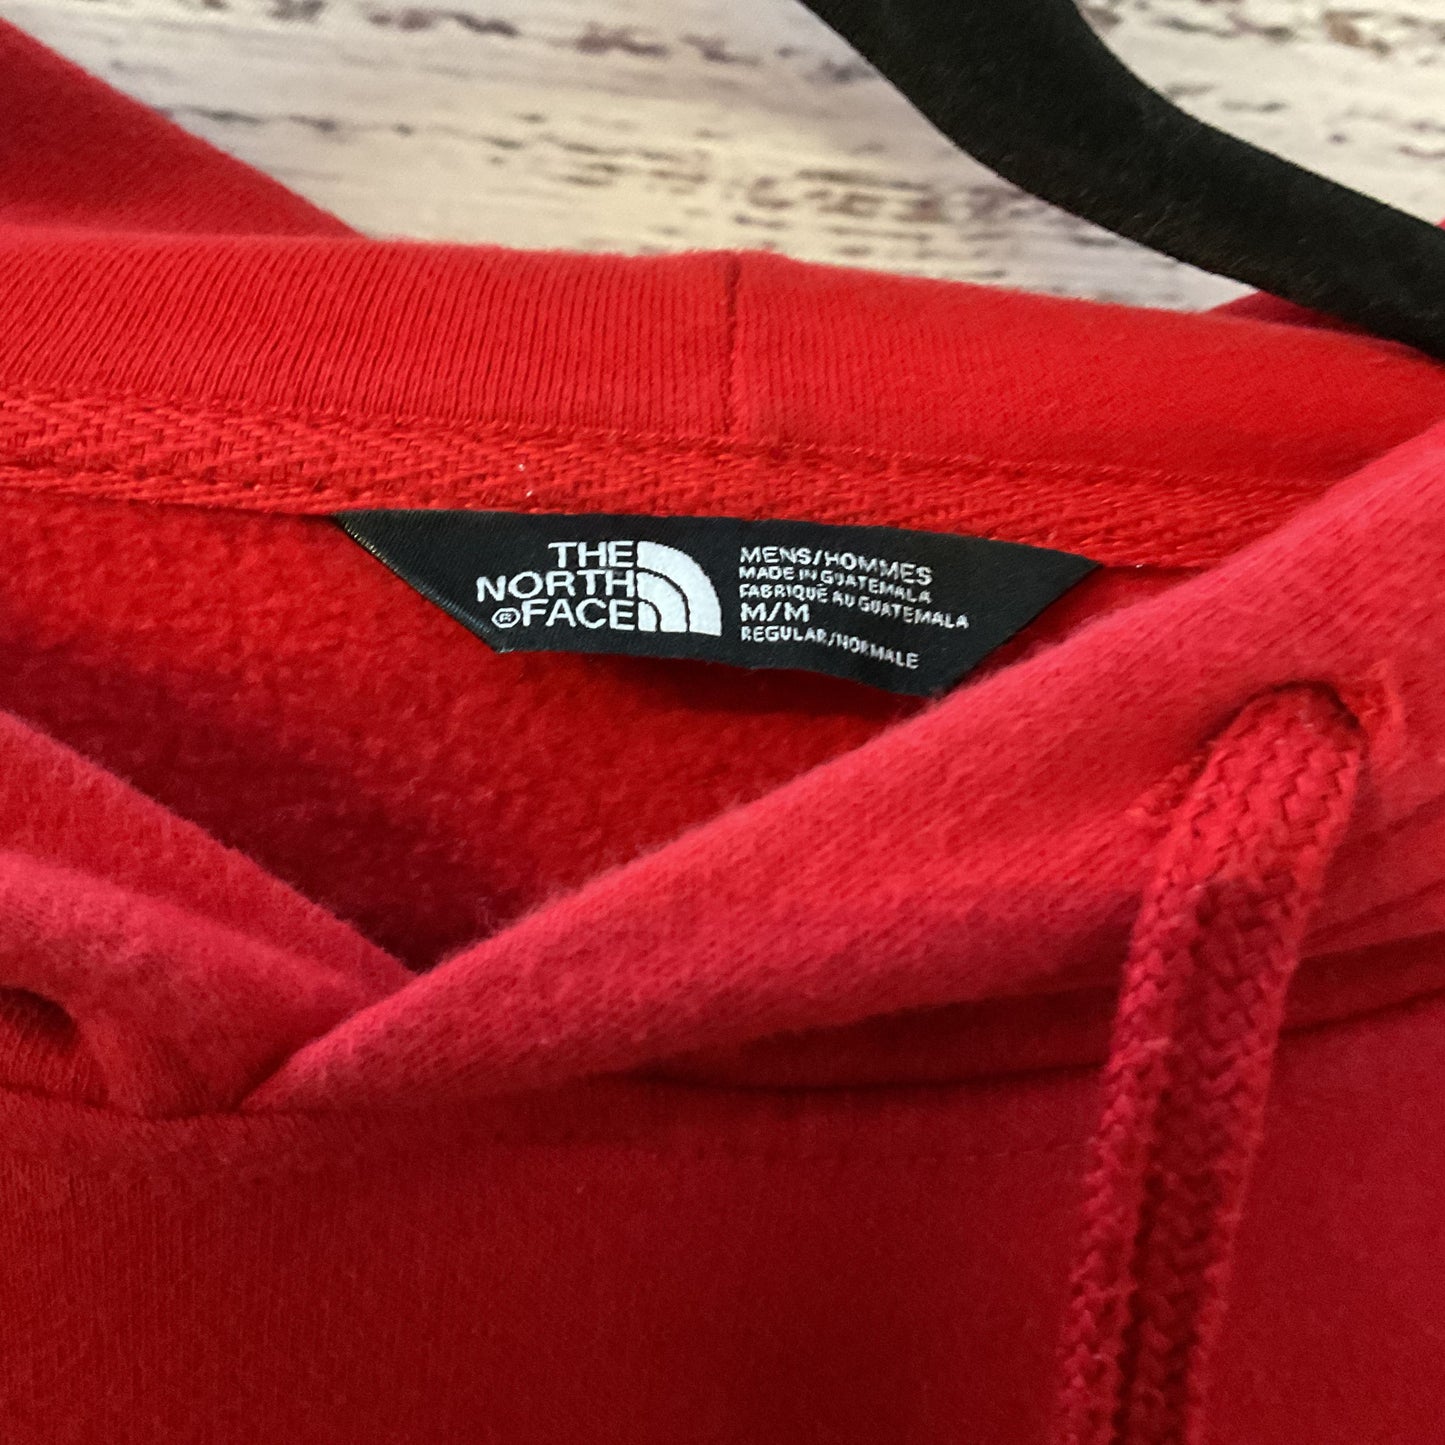 THE
NORTH
®FACE
MENS/HOMMES
MADE IN GUATEMALA
FABRIQUÉ AU GUATEMALA
M/M
REGULAR/NORMALE